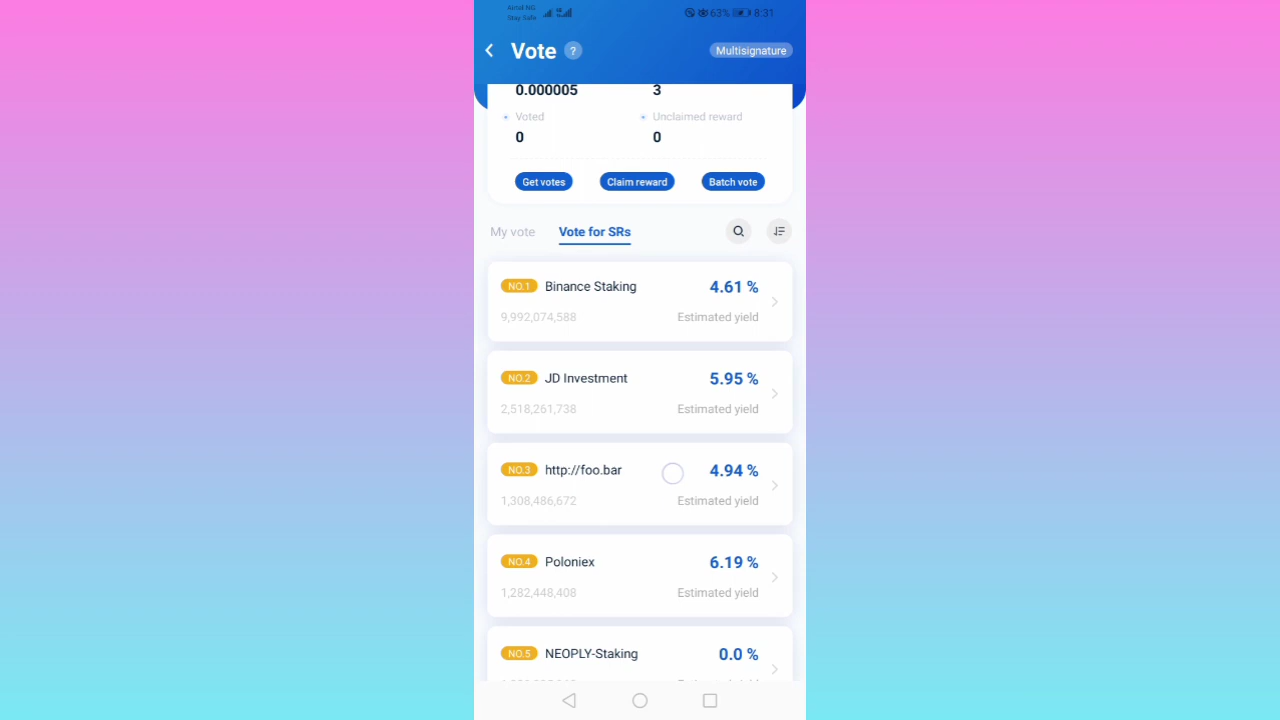 Airtel NG
Stay Safe
63% 8:31
Vote ? Multisignature
0.000005 3
Voted Unclaimed reward
0 0
Get votes Claim reward Batch vote
My vote Vote for SRs
NO.1 Binance Staking 4.61 %
9,992,074,588 Estimated yield
NO.2 JD Investment 5.95 %
2,518,261,738 Estimated yield
NO.3 http://foo.bar 4.94 %
1,308,486,672 Estimated yield
NO.4 Poloniex 6.19 %
1,282,448,408 Estimated yield
NO.5 NEOPLY-Staking 0.0 %